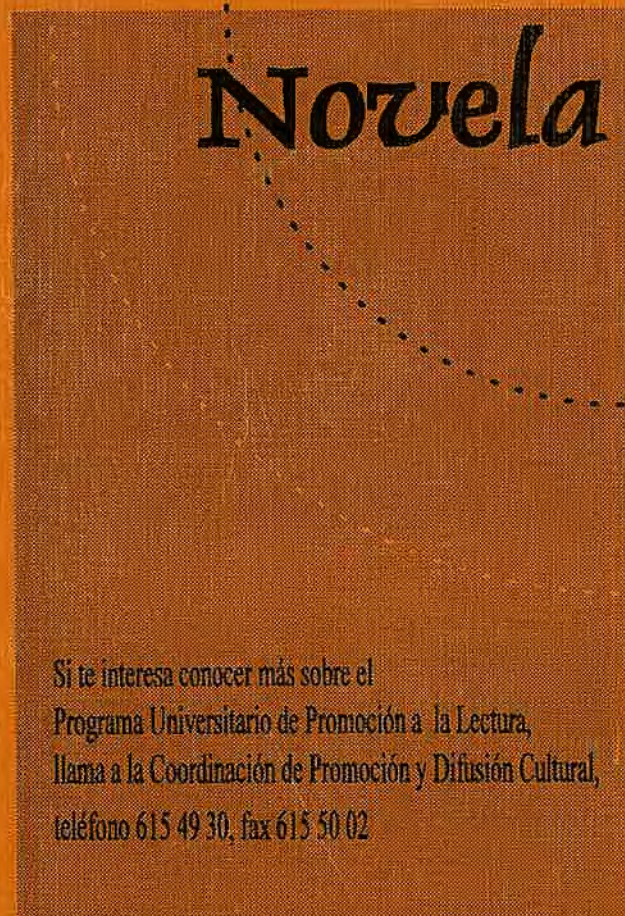 Novela
Si te interesa conocer más sobre el
Programa Universitario de Promoción a la Lectura,
llama a la Coordinación de Promoción y Difusión Cultural,
teléfono 615 49 30, fax 615 50 02